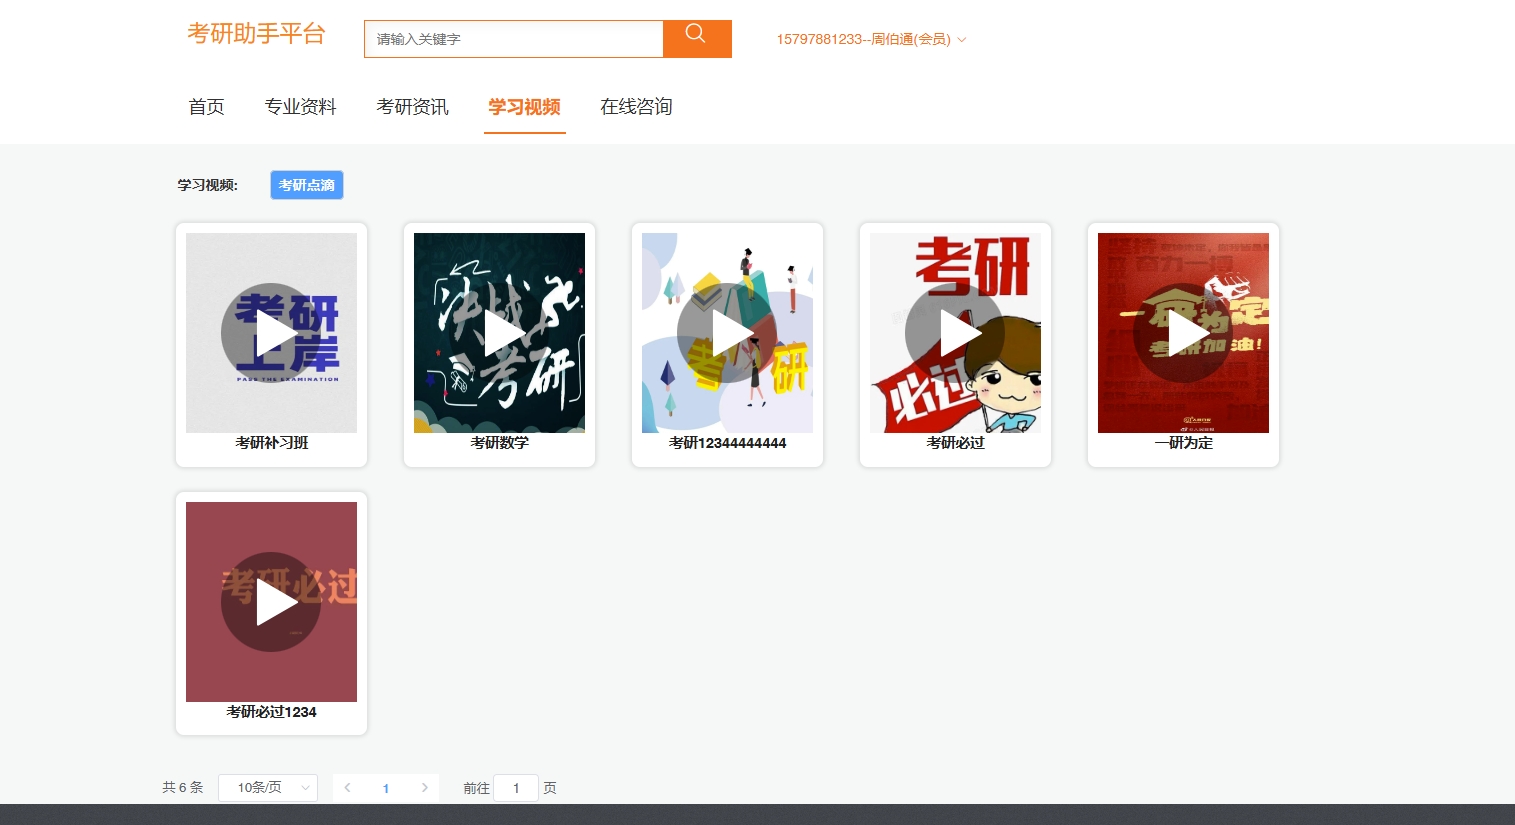 考研助手平台
请输入关键字
15797881233--周伯通(会员)
首页 专业资料 考研资讯 学习视频 在线咨询
学习视频: 考研点滴
考研
上岸
PASS THE EXAMINATION
决战
考研
考 研
考研
必过
奋力一搏
一研为定
考研加油!
考研补习班 考研数学 考研12344444444 考研必过 一研为定
考研必过
考研必过1234
共 6 条 10条/页 1 前往 1 页